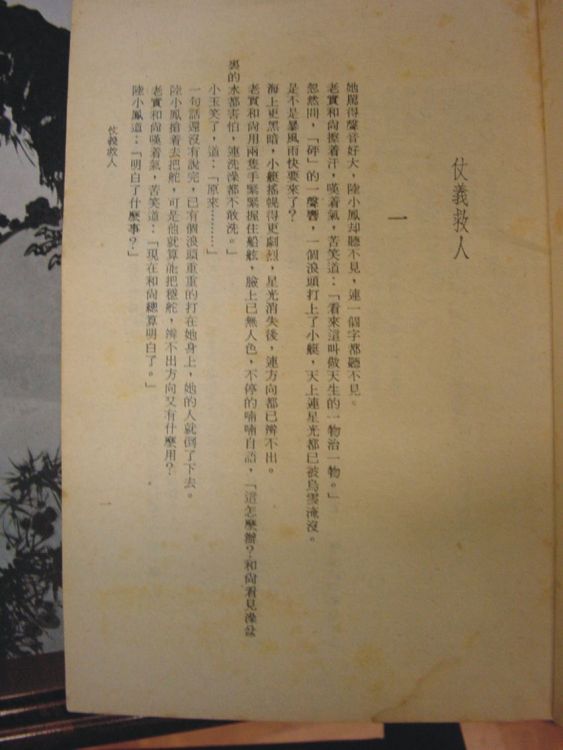 仗義救人
一
她罵得聲音好大，陸小鳳却聽不見，連一個字都聽不見。
老實和尚擦着汗，嘆着氣，苦笑道：「看來這叫做天生的一物治一物。」
忽然間，「砰」的一聲響，一個浪頭打上了小艇，天上連星光都已被烏雲淹沒。
是不是暴風雨快要來了？
海上更黑暗，小艇搖幌得更劇烈，星光消失後，連方向都已辨不出。
老實和尚用兩隻手緊緊握住船舷，臉上已無人色，不停的喃喃自語，「這怎麼辦？和尚看見澡盆
裏的水都害怕，連洗澡都不敢洗。」
小玉笑了，道：「原來…………」
一句話還沒有說完，已有個浪頭重重的打在她身上，她的人就倒了下去。
陸小鳳搶着去把舵，可是他就算能把穩舵，辨不出方向又有什麼用？
老實和尚嘆着氣，苦笑道：「現在和尚總算明白了。」
陸小鳳道：「明白了什麼事？」
仗義救人
一